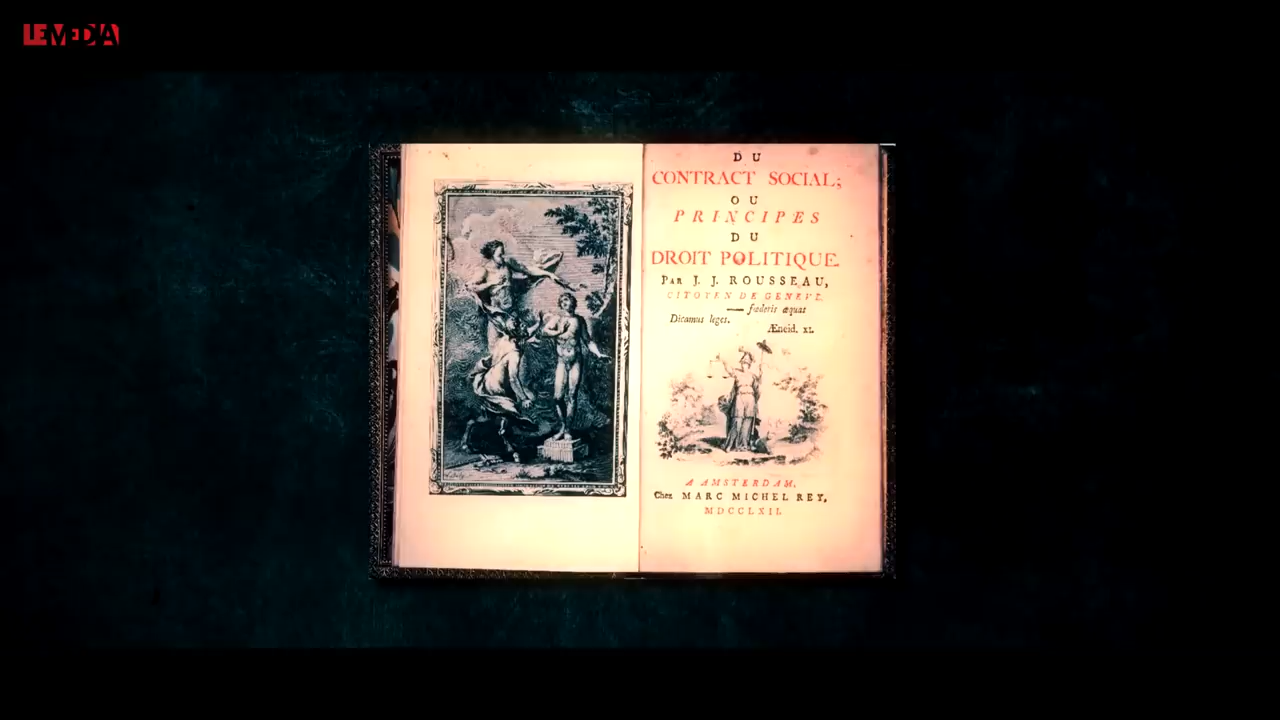 LEMEDIA
DU
CONTRACT SOCIAL;
OU
PRINCIPES
DU
DROIT POLITIQUE.
PAR J. J. ROUSSEAU,
CITOYEN DE GENEVE.
— fœderis æquas
Dicamus leges.
Æneid. XI.
A AMSTERDAM,
Chez MARC MICHEL REY,
MDCCLXII.